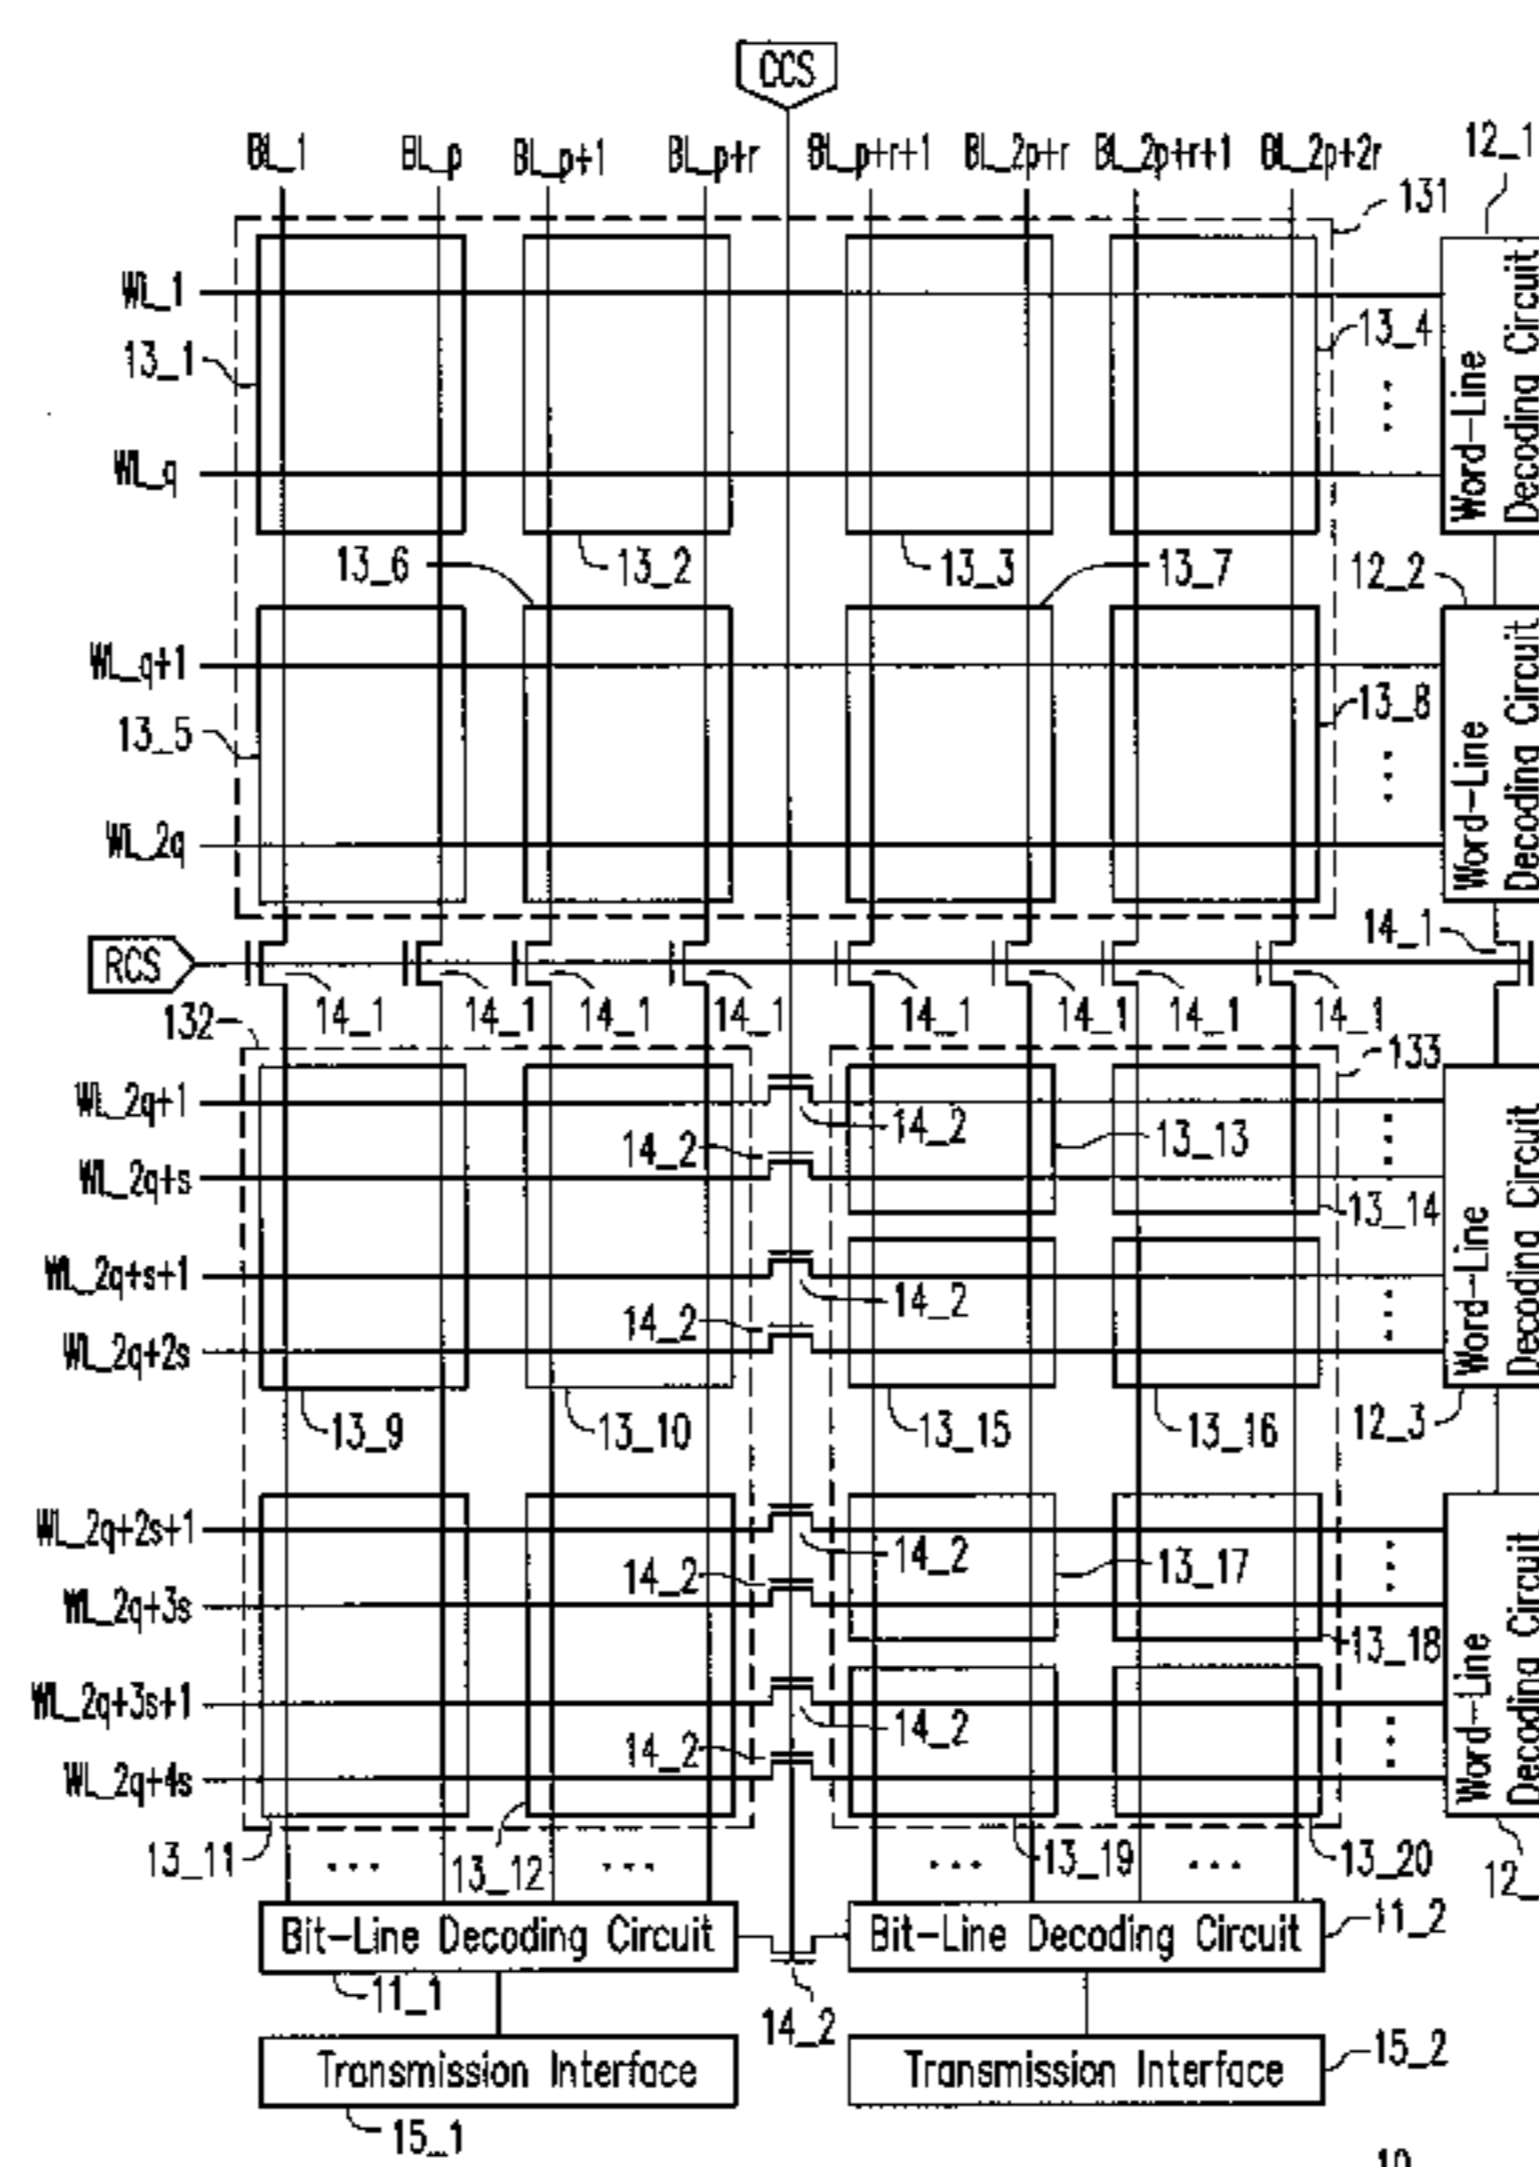 CCS
BL_1 BL_p BL_p+1 BL_p+r BL_p+r+1 BL_2p+r BL_2p+r+1 BL_2p+2r
12_1
131
WL_1
13_1
13_4
WL_q
Word-Line
Decoding Circuit
13_6 13_2 13_3 13_7
12_2
WL_q+1
13_5
13_8
WL_2q
Word-Line
Decoding Circuit
RCS
14_1
14_1 14_1 14_1 14_1 14_1 14_1 14_1 14_1
132
133
WL_2q+1
14_2
14_2
13_13
WL_2q+s
13_14
WL_2q+s+1
14_2
14_2
WL_2q+2s
Word-Line
Decoding Circuit
13_9 13_10 13_15 13_16
12_3
WL_2q+2s+1
14_2
14_2
13_17
WL_2q+3s
13_18
WL_2q+3s+1
14_2
14_2
WL_2q+4s
Word-Line
Decoding Circuit
13_11 ... 13_12 ... ... 13_19 ... 13_20
12_
Bit-Line Decoding Circuit
Bit-Line Decoding Circuit
11_2
11_1
14_2
Transmission Interface
Transmission Interface
15_2
15_1
10